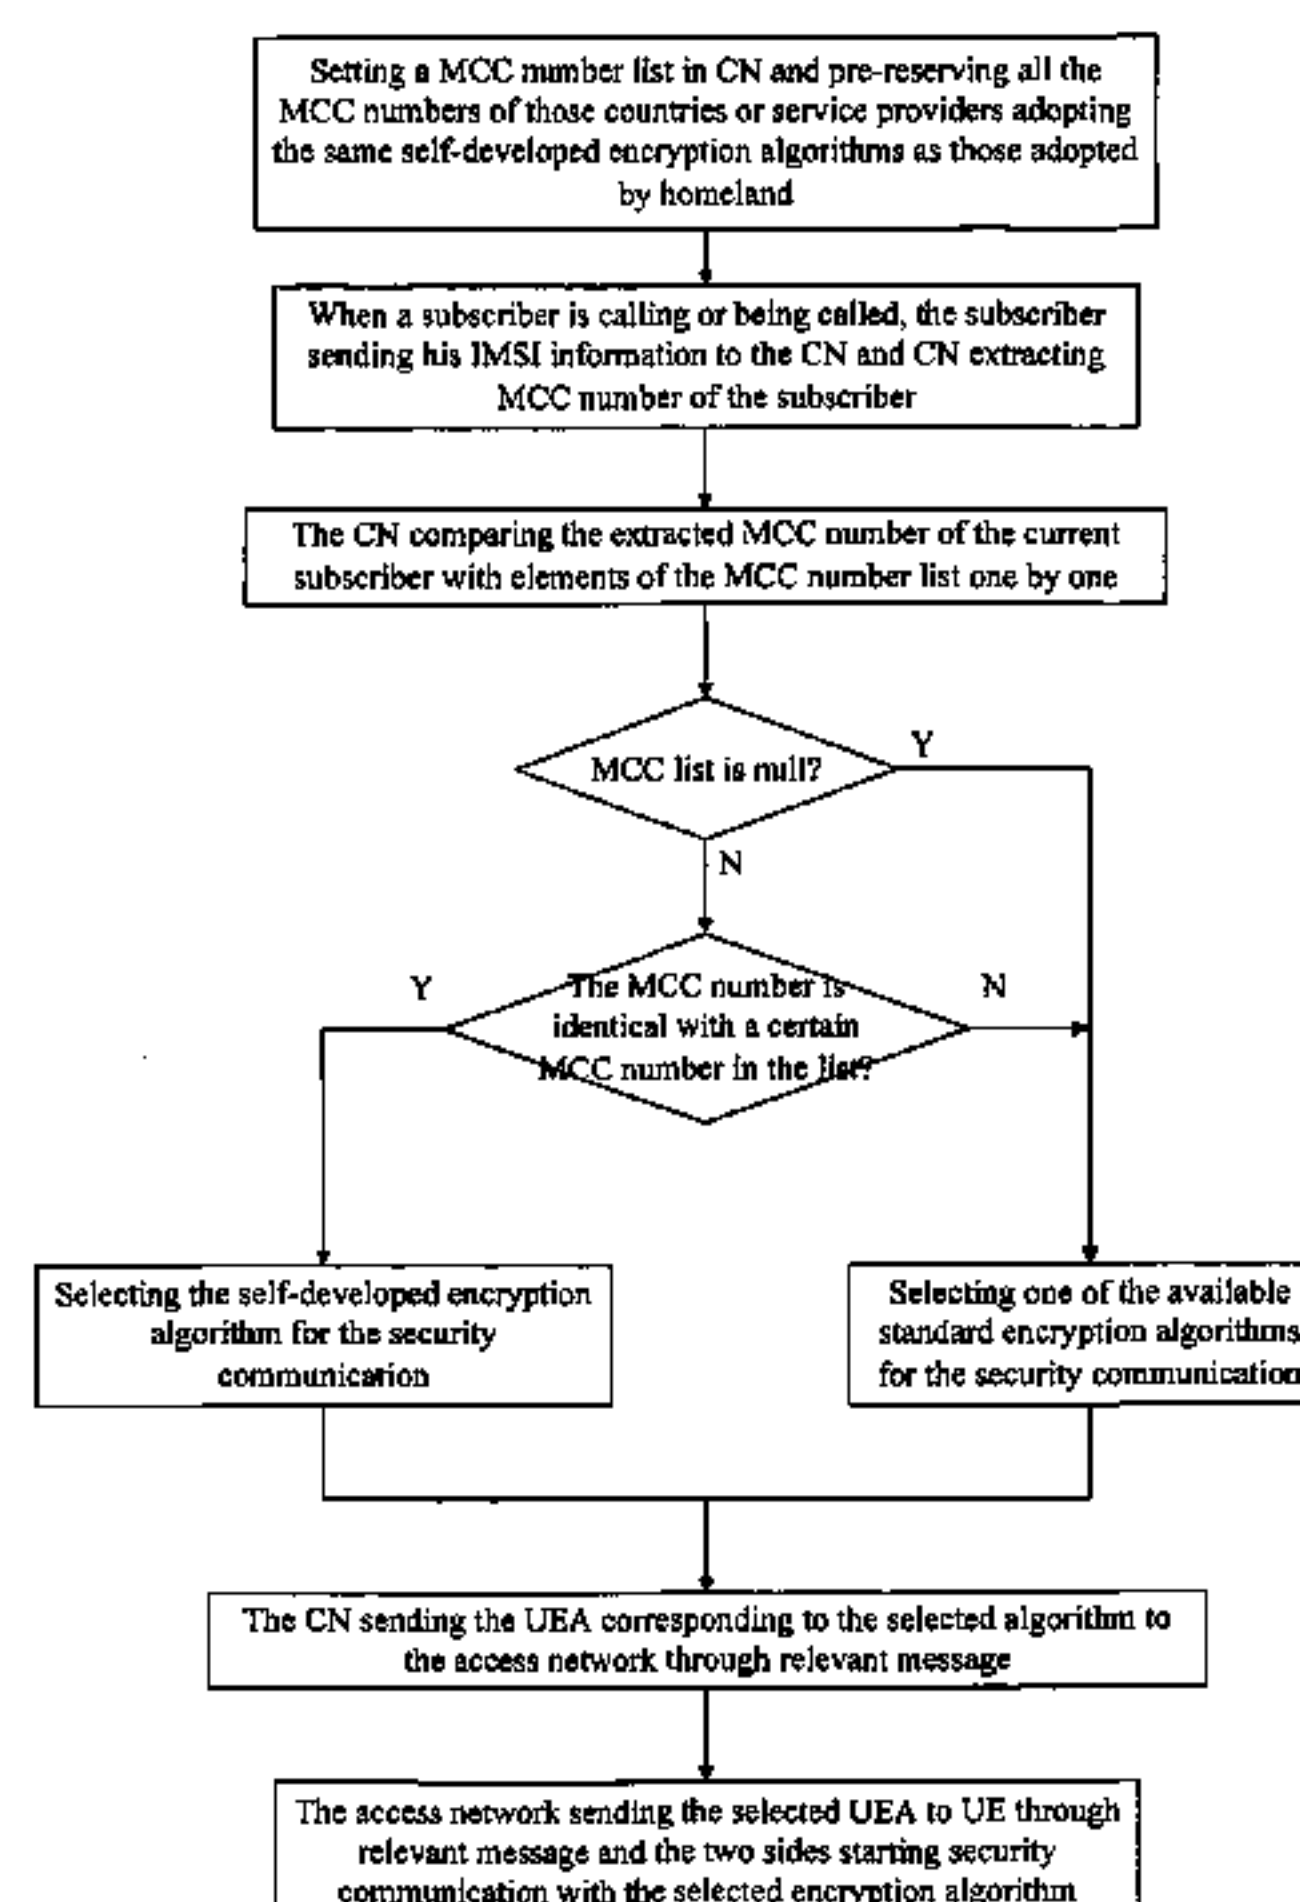 Setting a MCC number list in CN and pre-reserving all the
MCC numbers of those countries or service providers adopting
the same self-developed encryption algorithms as those adopted
by homeland
When a subscriber is calling or being called, the subscriber
sending his IMSI information to the CN and CN extracting
MCC number of the subscriber
The CN comparing the extracted MCC number of the current
subscriber with elements of the MCC number list one by one
MCC list is null?
Y
N
Y
The MCC number is
identical with a certain
MCC number in the list?
N
Selecting the self-developed encryption
algorithm for the security
communication
Selecting one of the available
standard encryption algorithms
for the security communication
The CN sending the UEA corresponding to the selected algorithm to
the access network through relevant message
The access network sending the selected UEA to UE through
relevant message and the two sides starting security
communication with the selected encryption algorithm